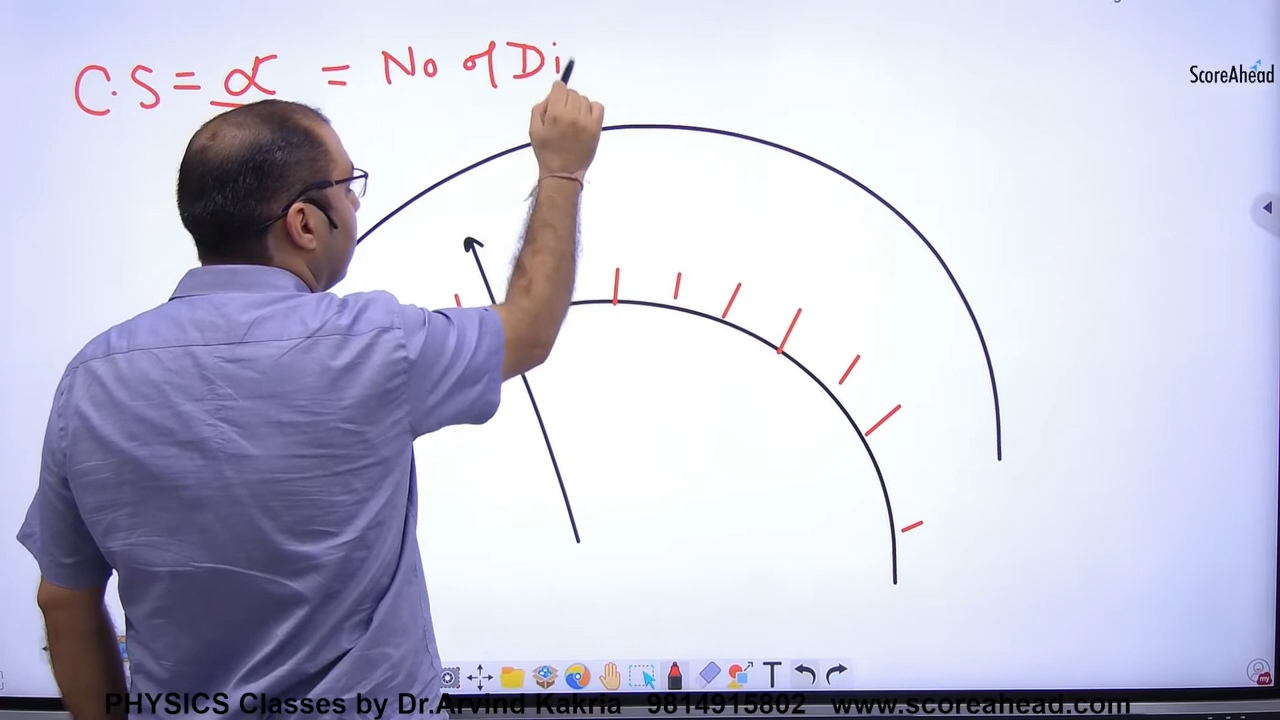 C.S = α = No of Di
ScoreAhead
PHYSICS Classes by Dr.Arvind Kakria 9814915802 www.scoreahead.com